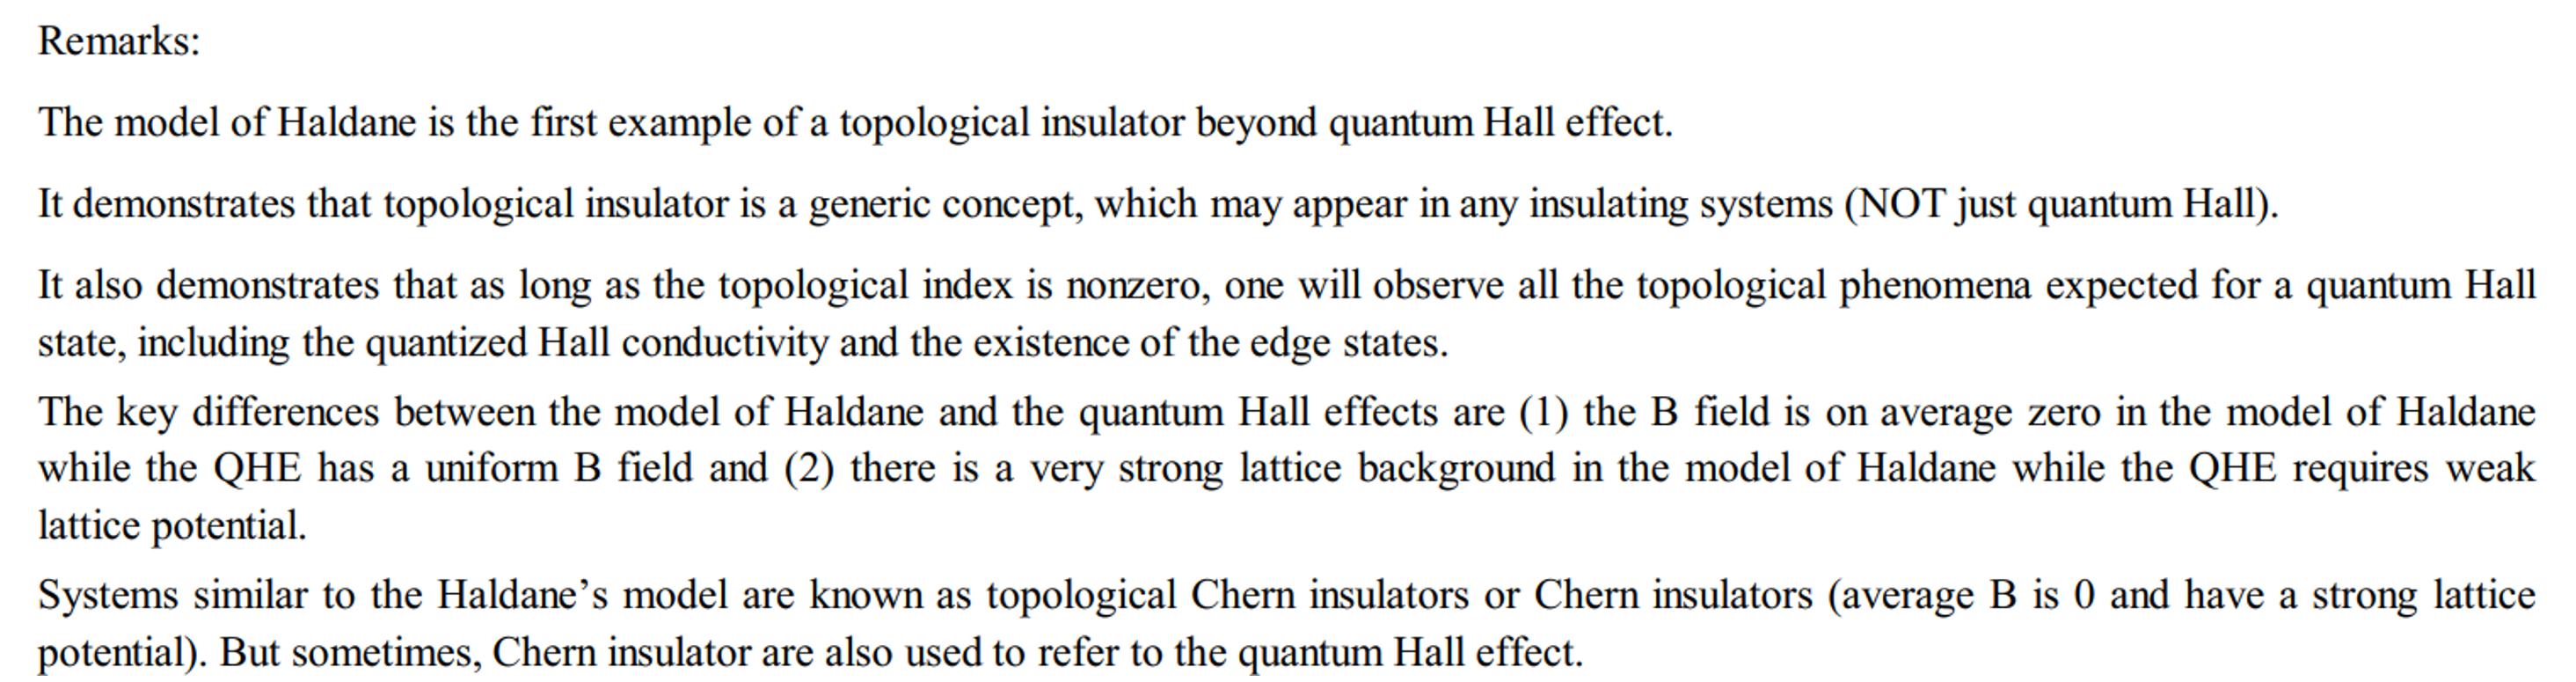 Remarks:
The model of Haldane is the first example of a topological insulator beyond quantum Hall effect.
It demonstrates that topological insulator is a generic concept, which may appear in any insulating systems (NOT just quantum Hall).
It also demonstrates that as long as the topological index is nonzero, one will observe all the topological phenomena expected for a quantum Hall
state, including the quantized Hall conductivity and the existence of the edge states.
The key differences between the model of Haldane and the quantum Hall effects are (1) the B field is on average zero in the model of Haldane
while the QHE has a uniform B field and (2) there is a very strong lattice background in the model of Haldane while the QHE requires weak
lattice potential.
Systems similar to the Haldane’s model are known as topological Chern insulators or Chern insulators (average B is 0 and have a strong lattice
potential). But sometimes, Chern insulator are also used to refer to the quantum Hall effect.